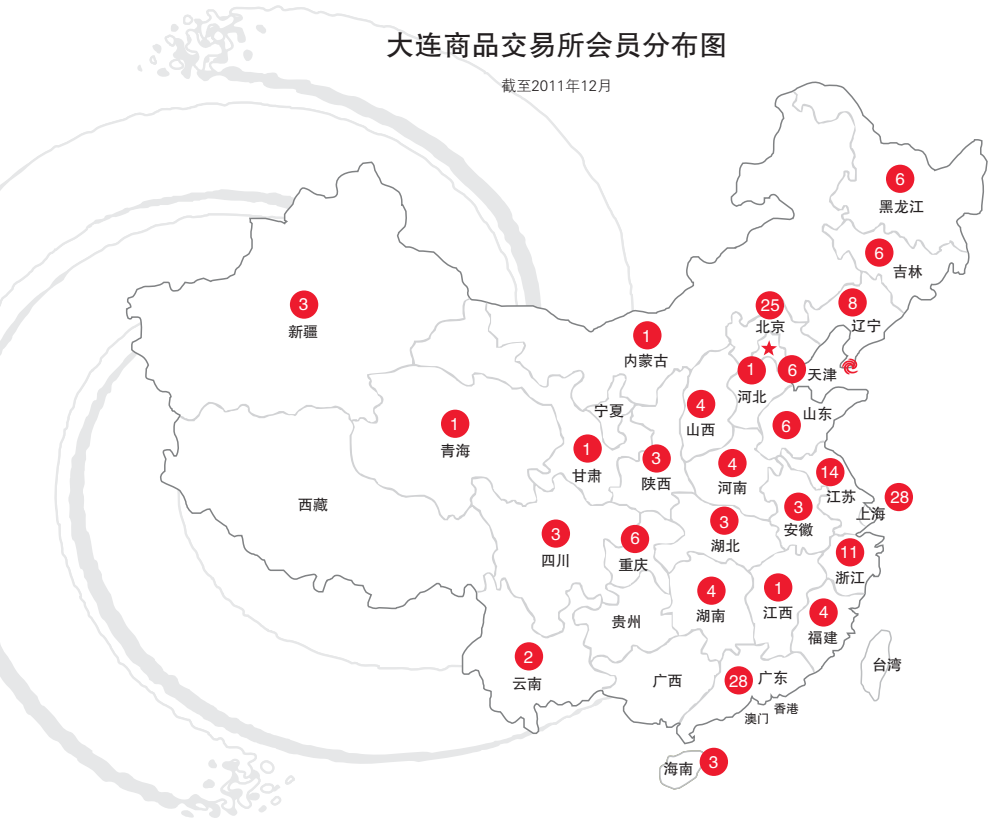 大连商品交易所会员分布图
截至2011年12月
6
黑龙江
6
吉林
8
辽宁
25
北京
3
新疆
1
内蒙古
1
河北
6
天津
4
山西
宁夏
山东
6
1
青海
1
甘肃
3
陕西
4
河南
14
江苏
28
上海
3
安徽
西藏
3
四川
6
重庆
3
湖北
11
浙江
4
湖南
1
江西
4
福建
贵州
2
云南
广西
28
广东
台湾
香港
澳门
海南
3